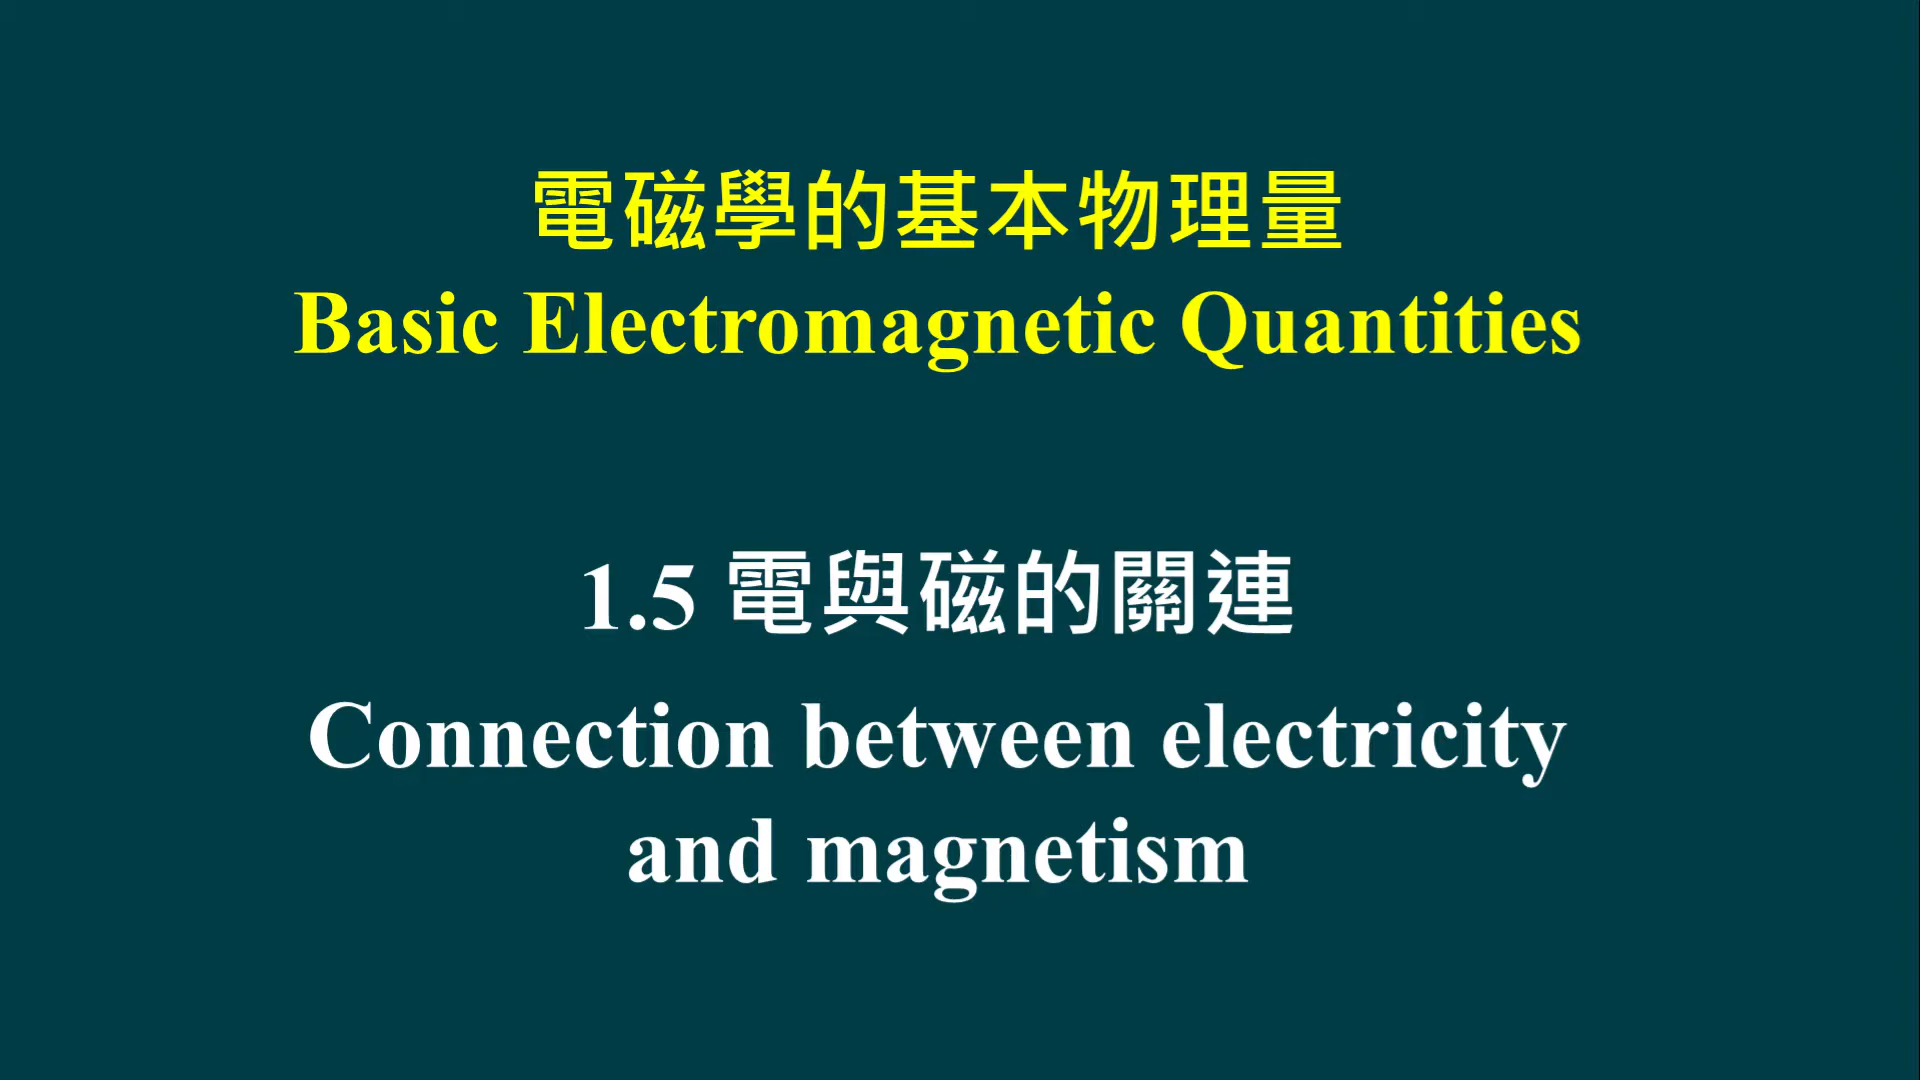 電磁學的基本物理量
Basic Electromagnetic Quantities
1.5 電與磁的關連
Connection between electricity
and magnetism